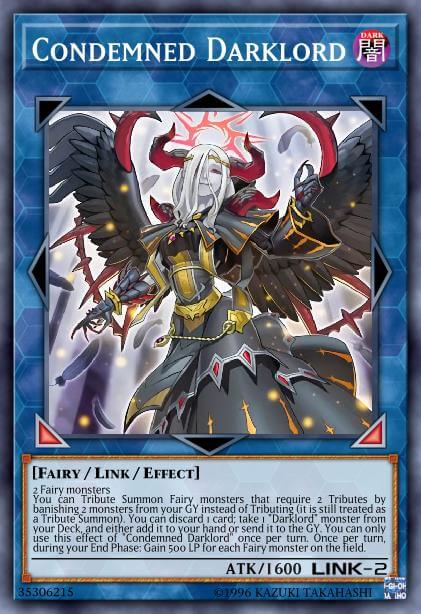 CONDEMNED DARKLORD
DARK
闇
[FAIRY / LINK / EFFECT]
2 Fairy monsters
You can Tribute Summon Fairy monsters that require 2 Tributes by
banishing 2 monsters from your GY instead of Tributing (it is still treated as
a Tribute Summon). You can discard 1 card; take 1 "Darklord" monster from
your Deck, and either add it to your hand or send it to the GY. You can only
use this effect of "Condemned Darklord" once per turn. Once per turn,
during your End Phase: Gain 500 LP for each Fairy monster on the field.
ATK/1600 LINK-2
35306215 ©1996 KAZUKI TAKAHASHI